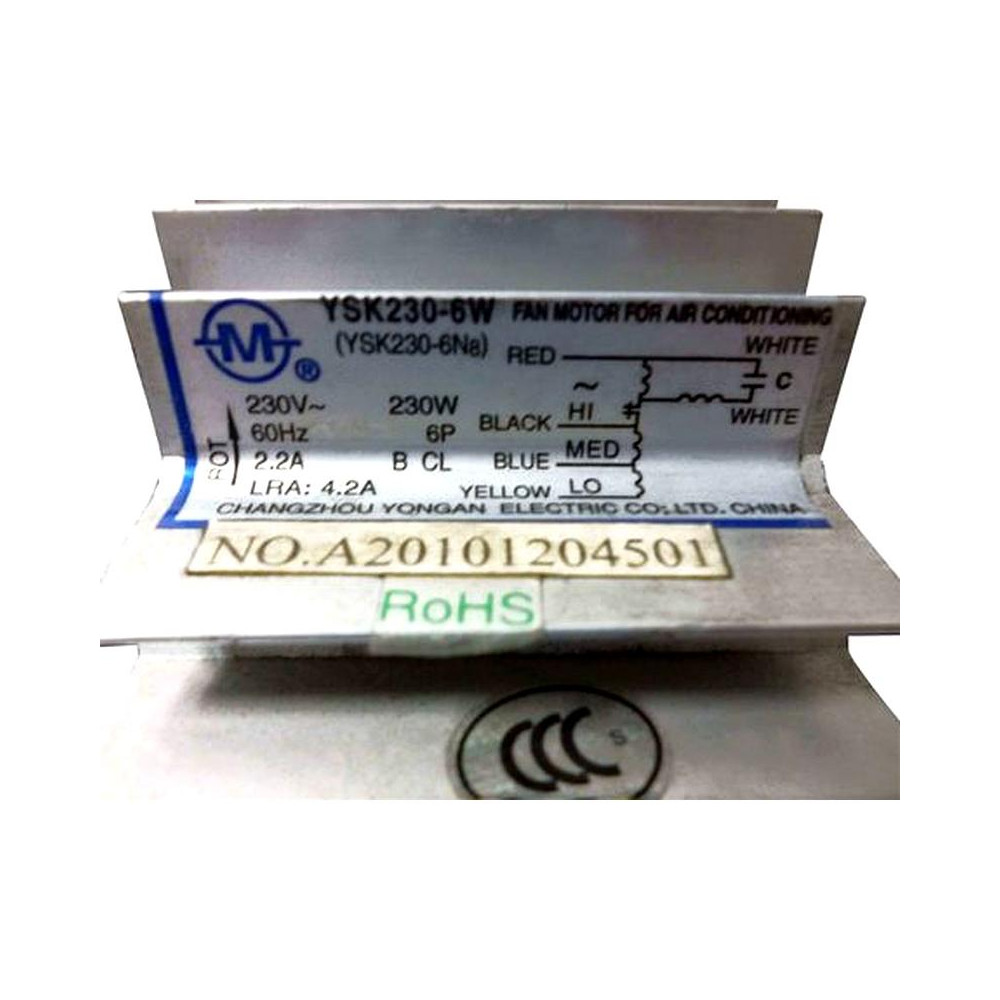 M ®
YSK230-6W FAN MOTOR FOR AIR CONDITIONING
(YSK230-6N8)
RED WHITE
~ C
230V~ 230W HI WHITE
60Hz 6P BLACK
ROT 2.2A B CL BLUE MED
LRA: 4.2A YELLOW LO
CHANGZHOU YONGAN ELECTRIC CO;LTD. CHINA
NO.A20101204501
RoHS
CCC S